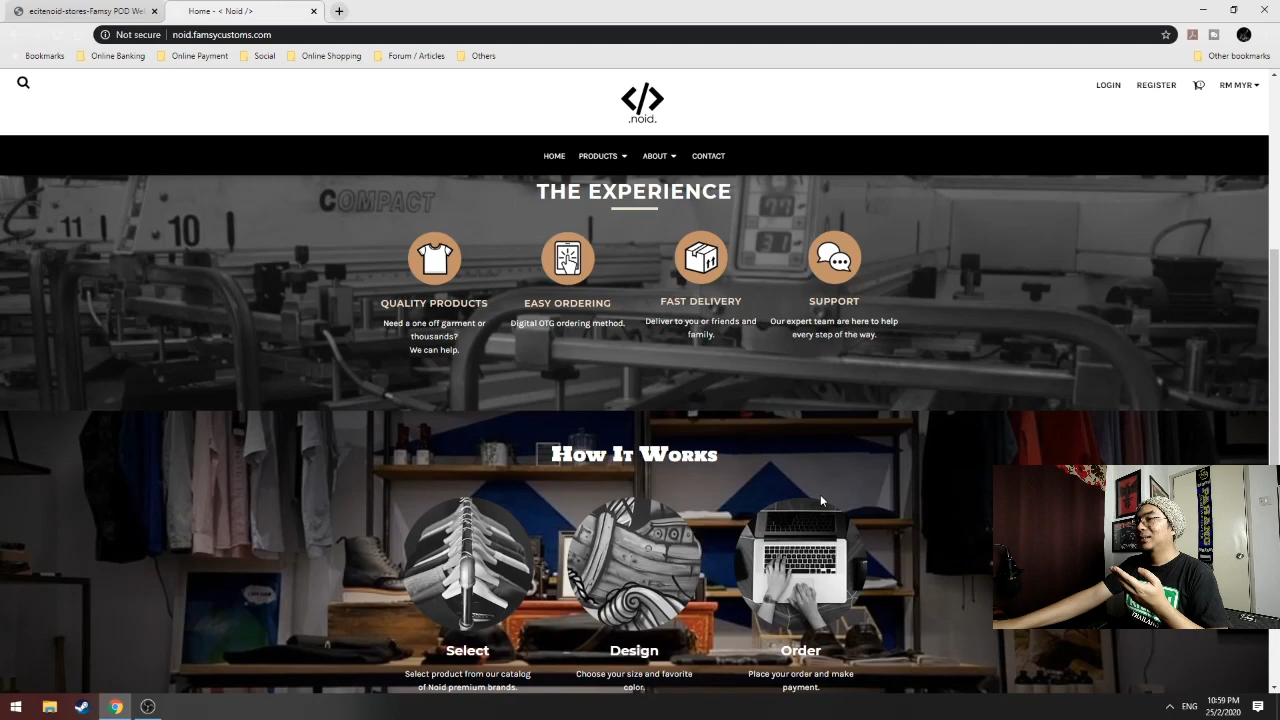 ecitenoid-stores-Famsy POD Wel
Home - < Noid />
Not secure | noid.famsycustoms.com
Bookmarks
Online Banking
Online Payment
Social
Shopping
Forum / Articles
Others
Other bookmarks
</>
.noid.
LOGIN
REGISTER
RM MYR
HOME
PRODUCTS
ABOUT
CONTACT
COMPACT
11
10
31
THE EXPERIENCE
QUALITY PRODUCTS
Need a one off garment or
thousands?
We can help.
EASY ORDERING
Digital OTG ordering method.
FAST DELIVERY
Deliver to you or friends and
family.
SUPPORT
Our expert team are here to help
every step of the way.
How It Works
Select
Select product from our catalog
of Noid premium brands.
Design
Choose your size and favorite
color.
Order
Place your order and make
payment.
THAILAND
ENG
10:59 PM
25/2/2020